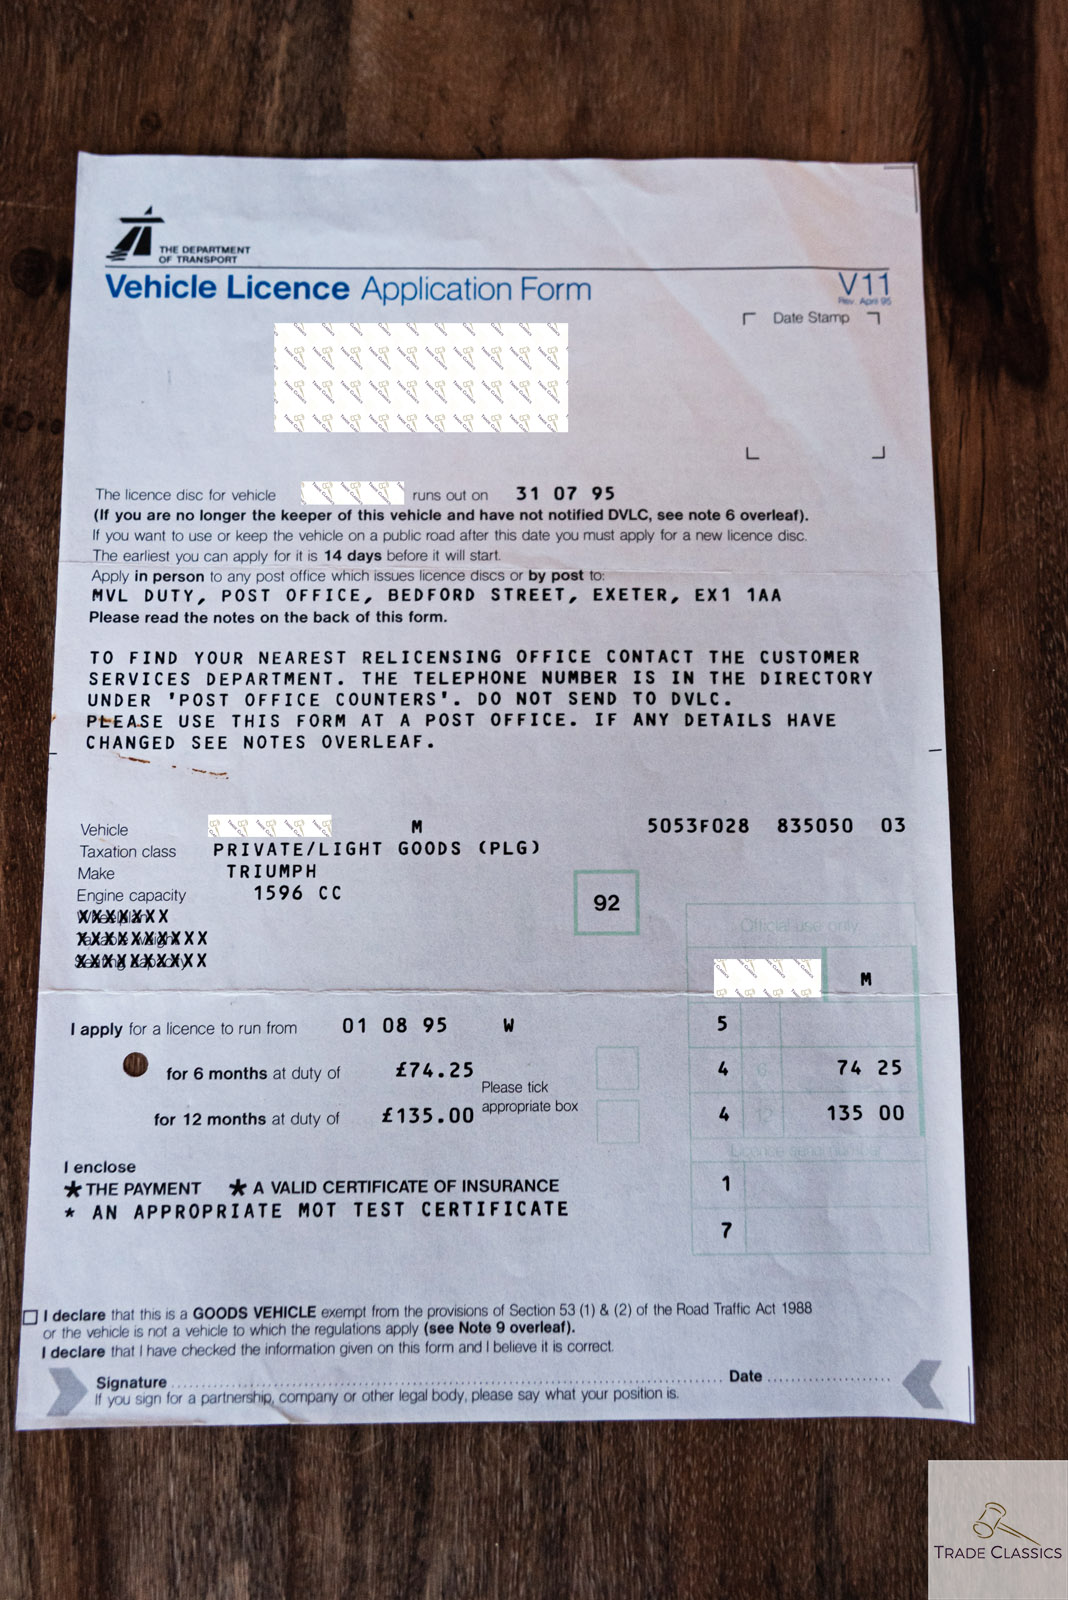 THE DEPARTMENT
OF TRANSPORT
Vehicle Licence Application Form
V11
Rev. April 95
Date Stamp
The licence disc for vehicle runs out on 31 07 95
(If you are no longer the keeper of this vehicle and have not notified DVLC, see note 6 overleaf).
If you want to use or keep the vehicle on a public road after this date you must apply for a new licence disc.
The earliest you can apply for it is 14 days before it will start.
Apply in person to any post office which issues licence discs or by post to:
MVL DUTY, POST OFFICE, BEDFORD STREET, EXETER, EX1 1AA
Please read the notes on the back of this form.
TO FIND YOUR NEAREST RELICENSING OFFICE CONTACT THE CUSTOMER
SERVICES DEPARTMENT. THE TELEPHONE NUMBER IS IN THE DIRECTORY
UNDER 'POST OFFICE COUNTERS'. DO NOT SEND TO DVLC.
PLEASE USE THIS FORM AT A POST OFFICE. IF ANY DETAILS HAVE
CHANGED SEE NOTES OVERLEAF.
Vehicle M 5053F028 835050 03
Taxation class PRIVATE/LIGHT GOODS (PLG)
Make TRIUMPH
Engine capacity 1596 CC
92
XXXXXXX
XXXXXXXXXX
XXXXXXXXXX
Official use only
M
I apply for a licence to run from 01 08 95 W
5
for 6 months at duty of £74.25
4 6 74 25
Please tick
appropriate box
for 12 months at duty of £135.00
4 12 135 00
Licence serial number
I enclose
* THE PAYMENT * A VALID CERTIFICATE OF INSURANCE
1
* AN APPROPRIATE MOT TEST CERTIFICATE
7
I declare that this is a GOODS VEHICLE exempt from the provisions of Section 53 (1) & (2) of the Road Traffic Act 1988
or the vehicle is not a vehicle to which the regulations apply (see Note 9 overleaf).
I declare that I have checked the information given on this form and I believe it is correct.
Signature Date
If you sign for a partnership, company or other legal body, please say what your position is.
TRADE CLASSICS